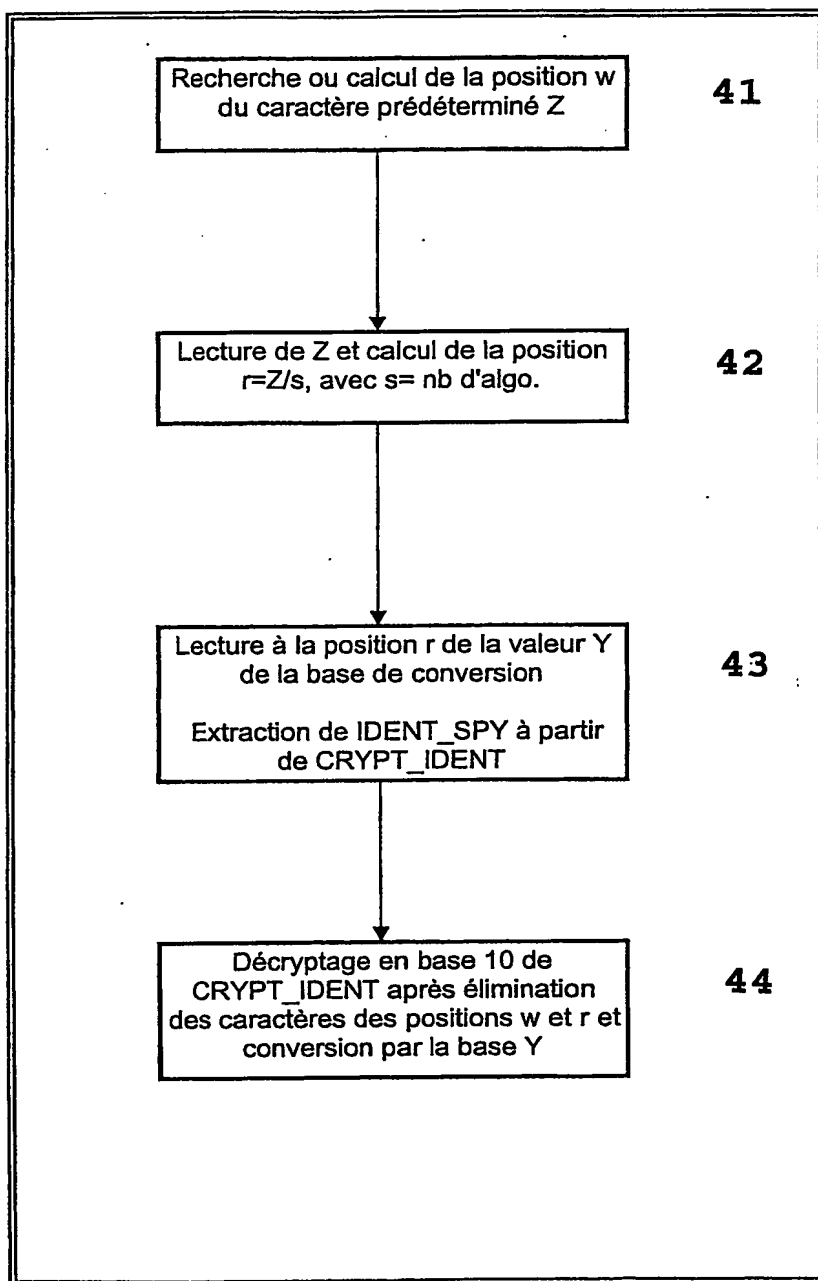 Recherche ou calcul de la position w
du caractère prédéterminé Z
41
Lecture de Z et calcul de la position
r=Z/s, avec s= nb d'algo.
42
Lecture à la position r de la valeur Y
de la base de conversion
Extraction de IDENT_SPY à partir
de CRYPT_IDENT
43
Décryptage en base 10 de
CRYPT_IDENT après élimination
des caractères des positions w et r et
conversion par la base Y
44